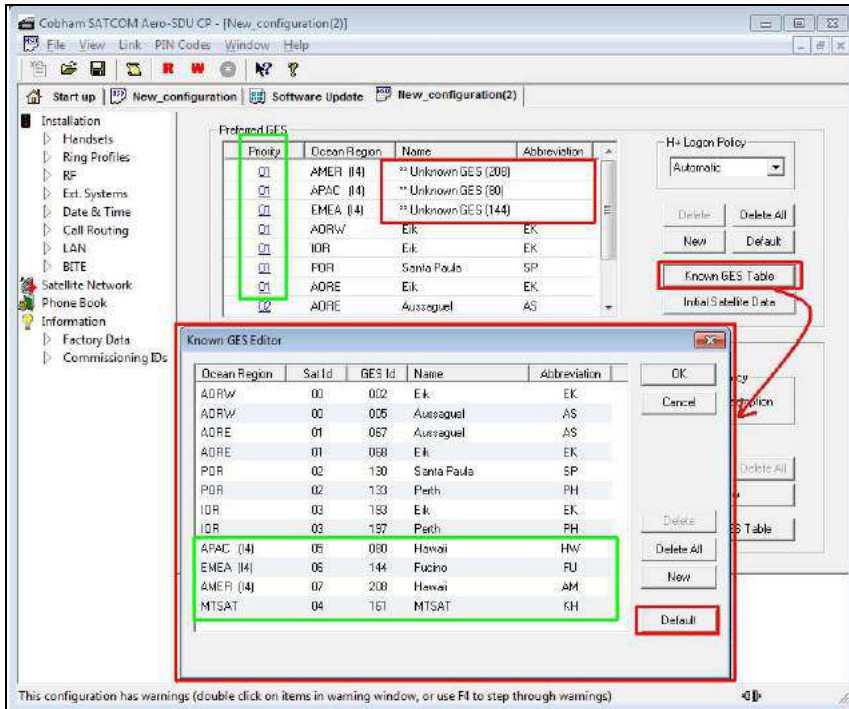 Cobham SATCOM Aero-SDU CP - [New_configuration(2)]
File View Link PIN Codes Window Help
R W
Start up New_configuration Software Update New_configuration(2)
Installation
Handsets
Ring Profiles
RF
Ext. Systems
Date & Time
Call Routing
LAN
BITE
Satellite Network
Phone Book
Information
Factory Data
Commissioning IDs
Preferred GES
Priority Ocean Region Name Abbreviation
01 AMER (I4) ** Unknown GES (208)
01 APAC (I4) ** Unknown GES (80)
01 EMEA (I4) ** Unknown GES (144)
01 AORW Eik EK
01 IOR Eik EK
01 POR Santa Paula SP
01 AORE Eik EK
02 AORE Aussaguel AS
H+ Logon Policy
Automatic
Delete Delete All
New Default
Known GES Table
Initial Satellite Data
Delete All
Known GES Editor
Ocean Region Sat Id GES Id Name Abbreviation
AORW 00 002 Eik EK
AORW 00 005 Aussaguel AS
AORE 01 067 Aussaguel AS
AORE 01 068 Eik EK
POR 02 130 Santa Paula SP
POR 02 133 Perth PH
IOR 03 193 Eik EK
IOR 03 197 Perth PH
APAC (I4) 05 080 Hawaii HW
EMEA (I4) 06 144 Fucino FU
AMER (I4) 07 208 Hawaii AM
MTSAT 04 161 MTSAT KH
OK
Cancel
Delete
Delete All
New
Default
S Table
This configuration has warnings (double click on items in warning window, or use F4 to step through warnings)